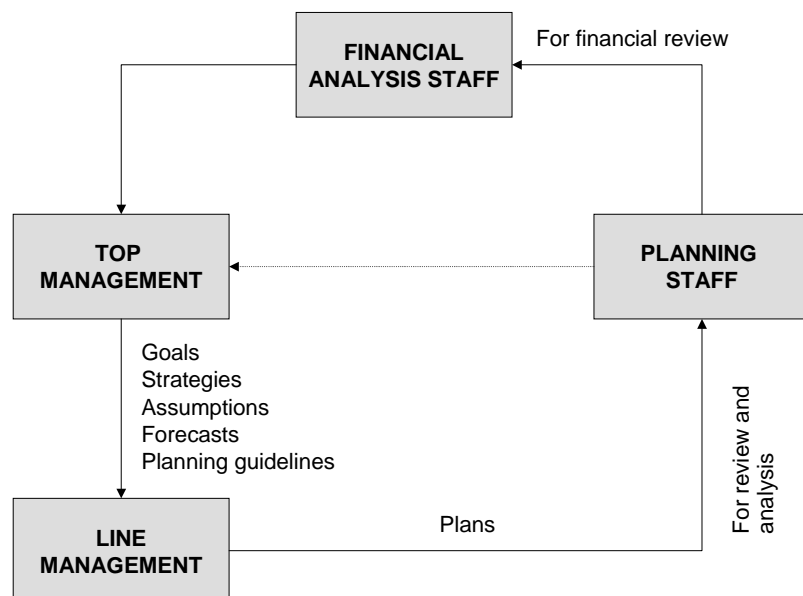 FINANCIAL
ANALYSIS STAFF
For financial review
TOP
MANAGEMENT
PLANNING
STAFF
Goals
Strategies
Assumptions
Forecasts
Planning guidelines
For review and
analysis
LINE
MANAGEMENT
Plans